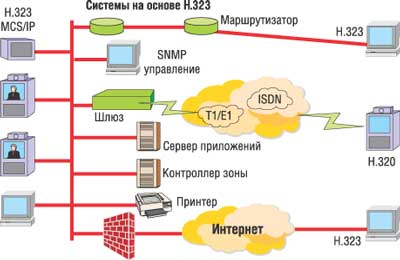 Системы на основе H.323
Маршрутизатор
H.323
MCS/IP
H.323
SNMP
управление
ISDN
T1/E1
Шлюз
Сервер приложений
H.320
Контроллер зоны
Принтер
Интернет
H.323